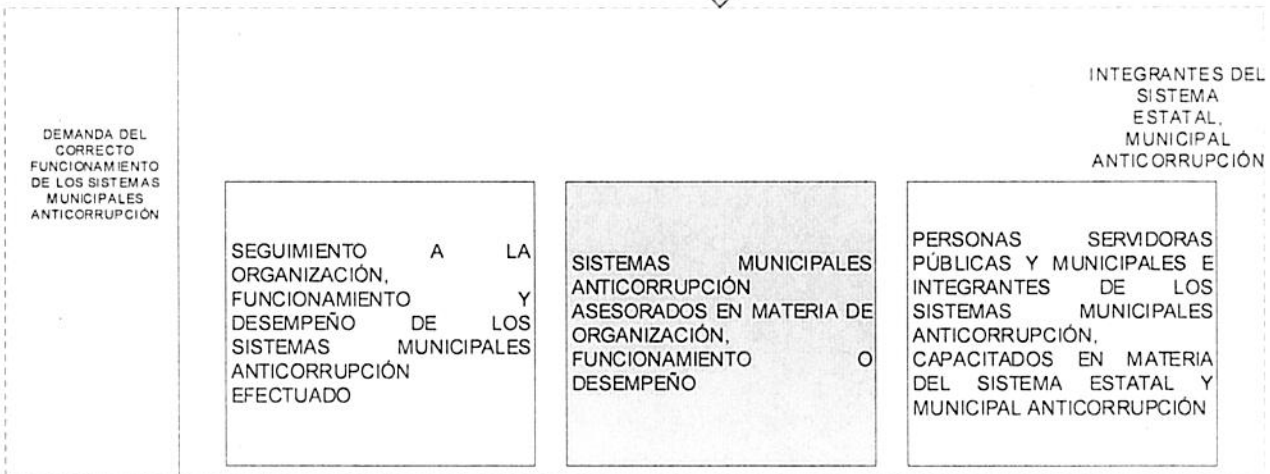 DEMANDA DEL
CORRECTO
FUNCIONAMIENTO
DE LOS SISTEMAS
MUNICIPALES
ANTICORRUPCIÓN
INTEGRANTES DEL
SISTEMA
ESTATAL,
MUNICIPAL
ANTICORRUPCIÓN
SEGUIMIENTO A LA
ORGANIZACIÓN,
FUNCIONAMIENTO Y
DESEMPEÑO DE LOS
SISTEMAS MUNICIPALES
ANTICORRUPCIÓN
EFECTUADO
SISTEMAS MUNICIPALES
ANTICORRUPCIÓN
ASESORADOS EN MATERIA DE
ORGANIZACIÓN,
FUNCIONAMIENTO O
DESEMPEÑO
PERSONAS SERVIDORAS
PÚBLICAS Y MUNICIPALES E
INTEGRANTES DE LOS
SISTEMAS MUNICIPALES
ANTICORRUPCIÓN,
CAPACITADOS EN MATERIA
DEL SISTEMA ESTATAL Y
MUNICIPAL ANTICORRUPCIÓN